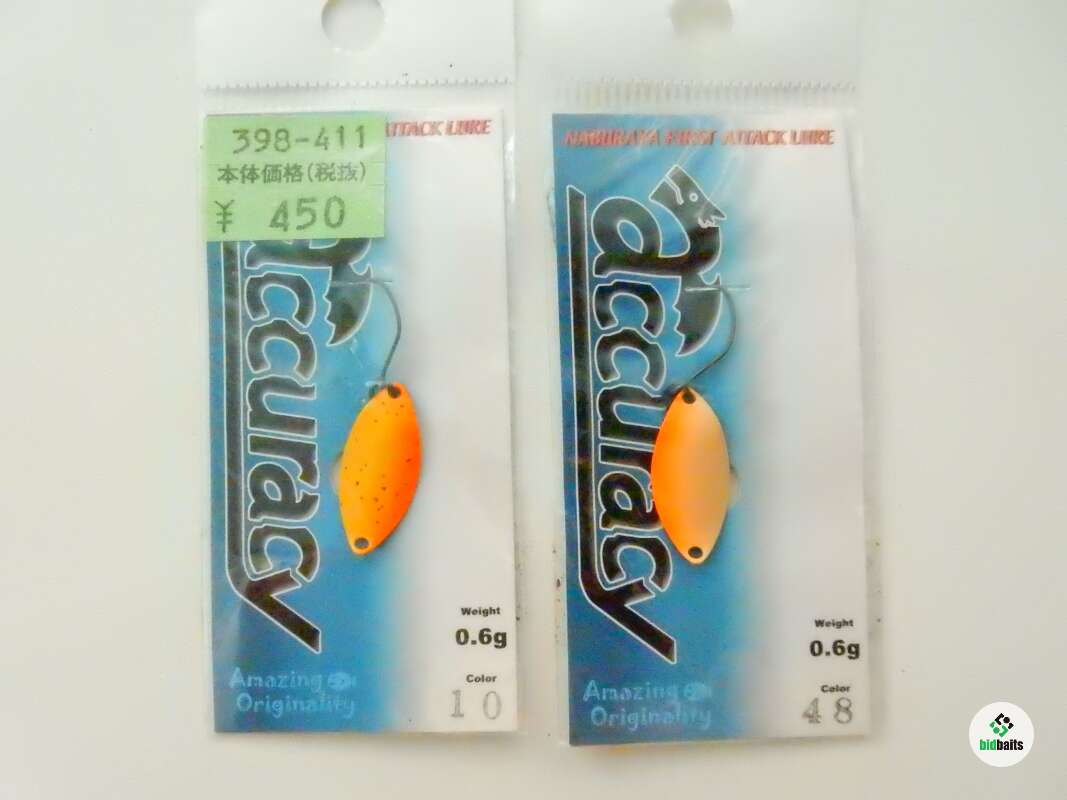 398-411
本体価格(税抜)
¥ 450
ATTACK LURE
accuracy
Weight
0.6g
Color
10
Amazing
Originality
NABURAYA FIRST ATTACK LURE
accuracy
Weight
0.6g
Color
48
Amazing
Originality
bidbaits